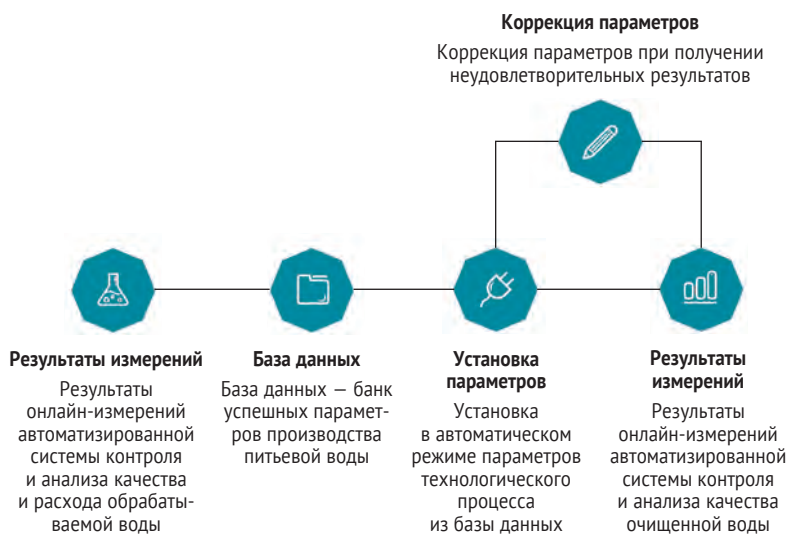 Коррекция параметров
Коррекция параметров при получении
неудовлетворительных результатов
Результаты измерений
Результаты
онлайн-измерений
автоматизированной
системы контроля
и анализа качества
и расхода обрабаты-
ваемой воды
База данных
База данных — банк
успешных парамет-
ров производства
питьевой воды
Установка
параметров
Установка
в автоматическом
режиме параметров
технологического
процесса
из базы данных
Результаты
измерений
Результаты
онлайн-измерений
автоматизированной
системы контроля
и анализа качества
очищенной воды